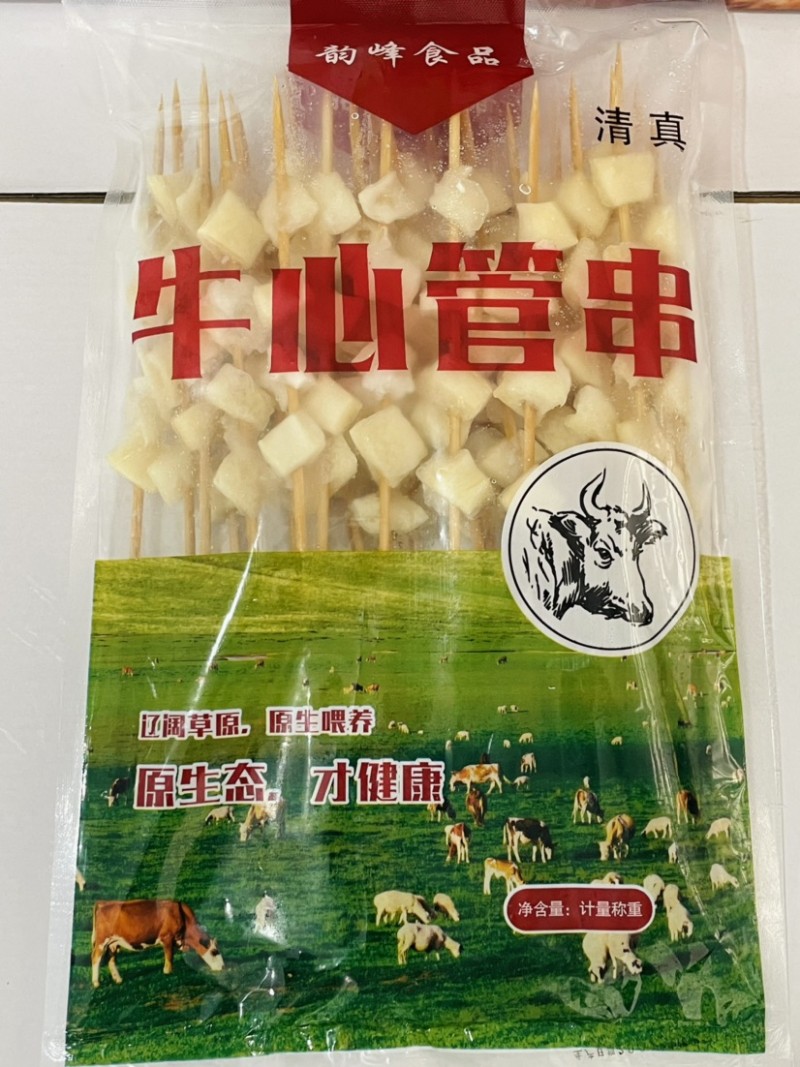 韵峰食品
清真
牛心管串
辽阔草原，原生喂养
原生态，才健康
净含量：计量称重